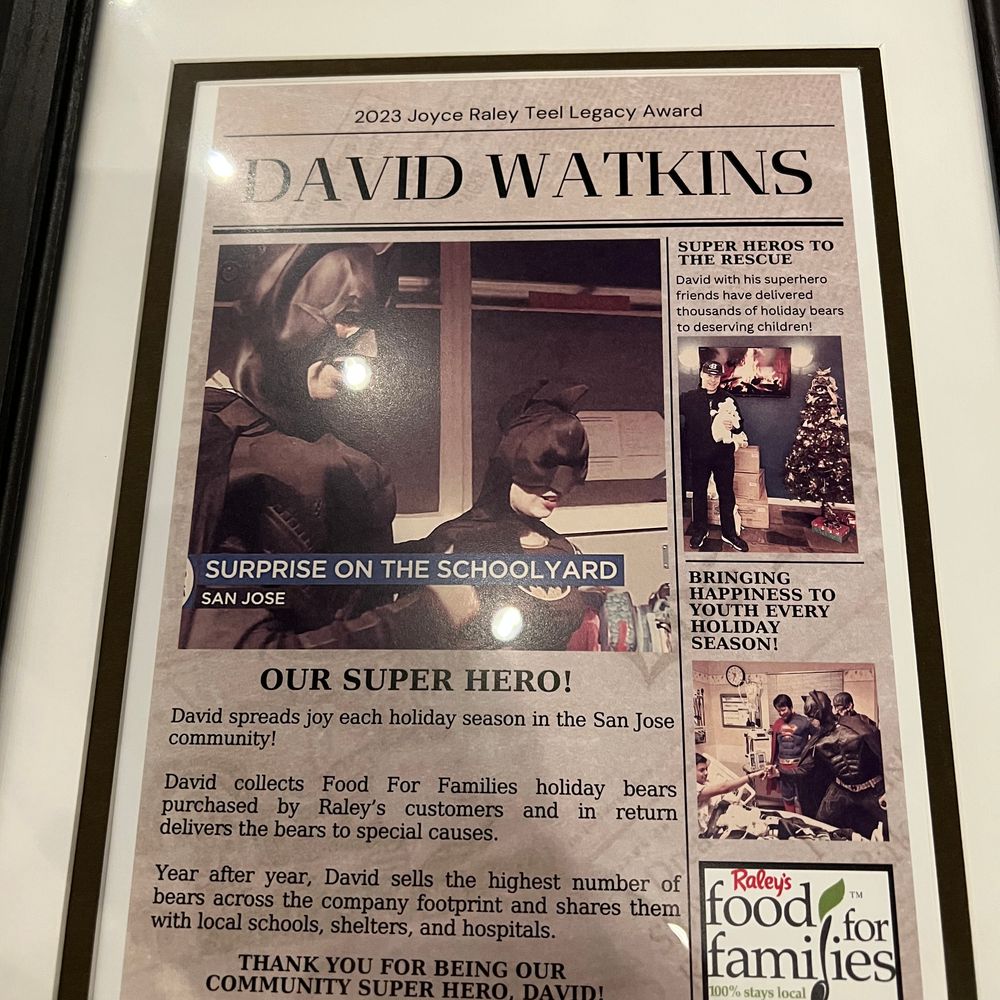 2023 Joyce Raley Teel Legacy Award
DAVID WATKINS
SURPRISE ON THE SCHOOLYARD
SAN JOSE
OUR SUPER HERO!
David spreads joy each holiday season in the San Jose
community!
David collects Food For Families holiday bears
purchased by Raley's customers and in return
delivers the bears to special causes.
Year after year, David sells the highest number of
bears across the company footprint and shares them
with local schools, shelters, and hospitals.
THANK YOU FOR BEING OUR
COMMUNITY SUPER HERO, DAVID!
SUPER HEROS TO
THE RESCUE
David with his superhero
friends have delivered
thousands of holiday bears
to deserving children!
BRINGING
HAPPINESS TO
YOUTH EVERY
HOLIDAY
SEASON!
Raley's
food TM
for
families
100% stays local